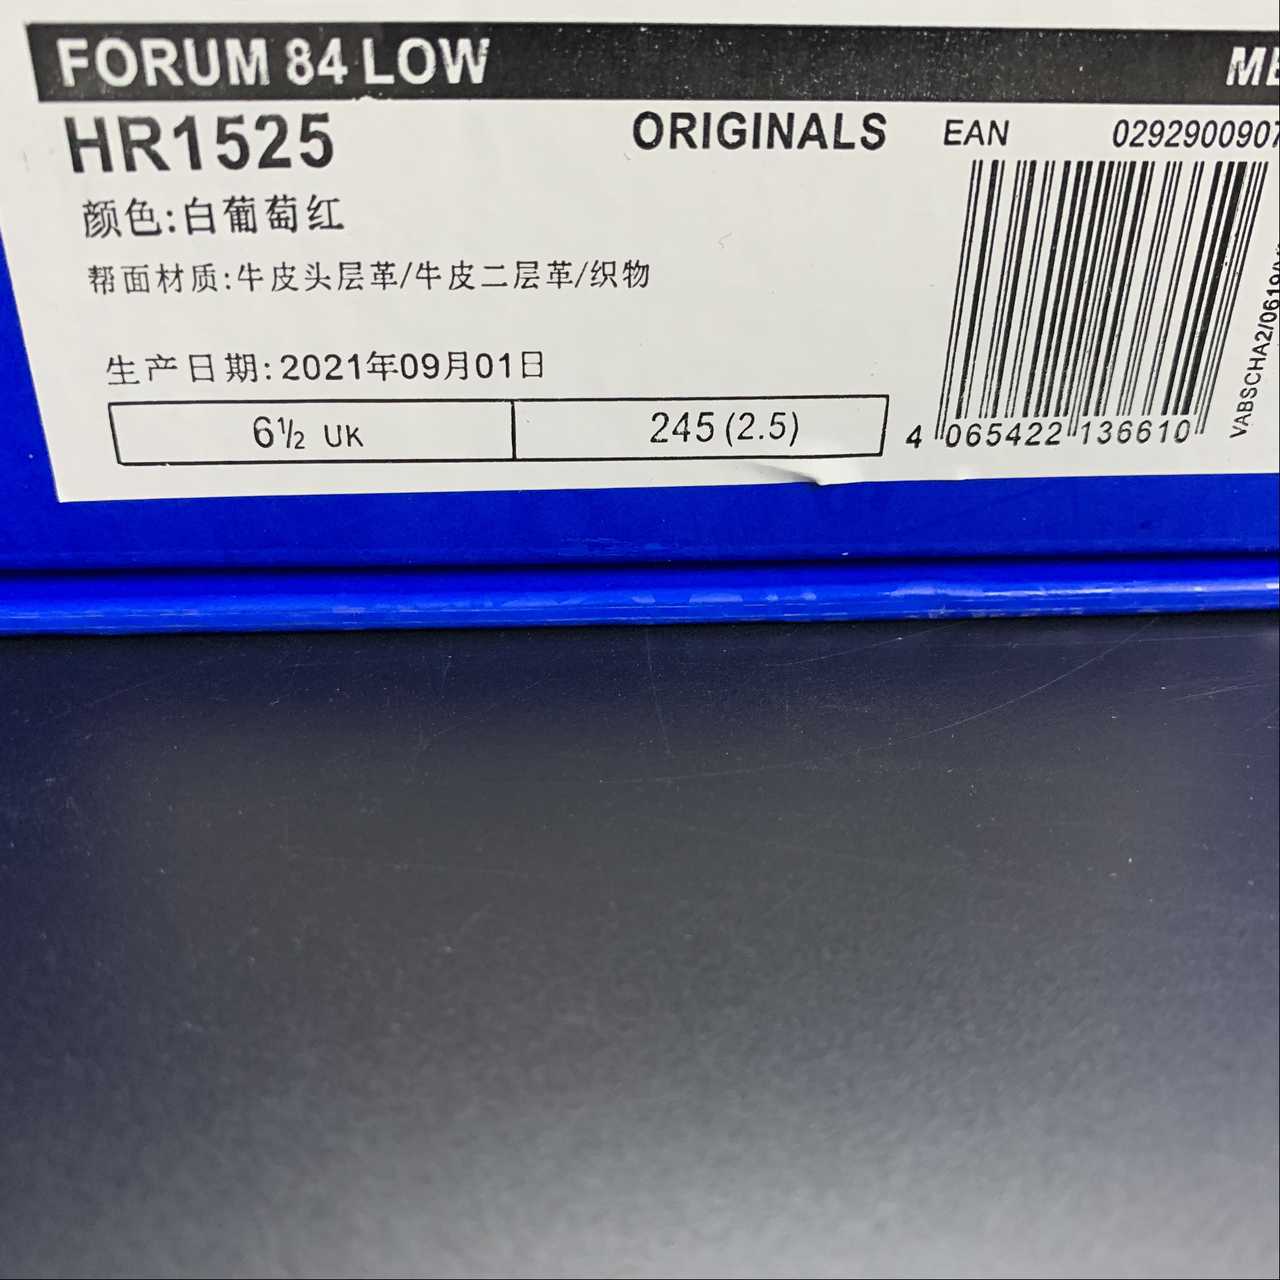 FORUM 84 LOW
HR1525
ORIGINALS
EAN
0292900907
颜色:白葡萄红
帮面材质:牛皮头层革/牛皮二层革/织物
生产日期:2021年09月01日
6½ UK
245(2.5)
4 065422 136610